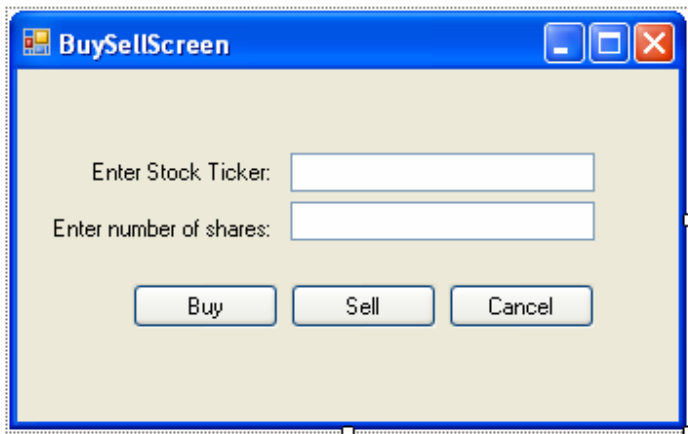 BuySellScreen
Enter Stock Ticker:
Enter number of shares:
Buy Sell Cancel